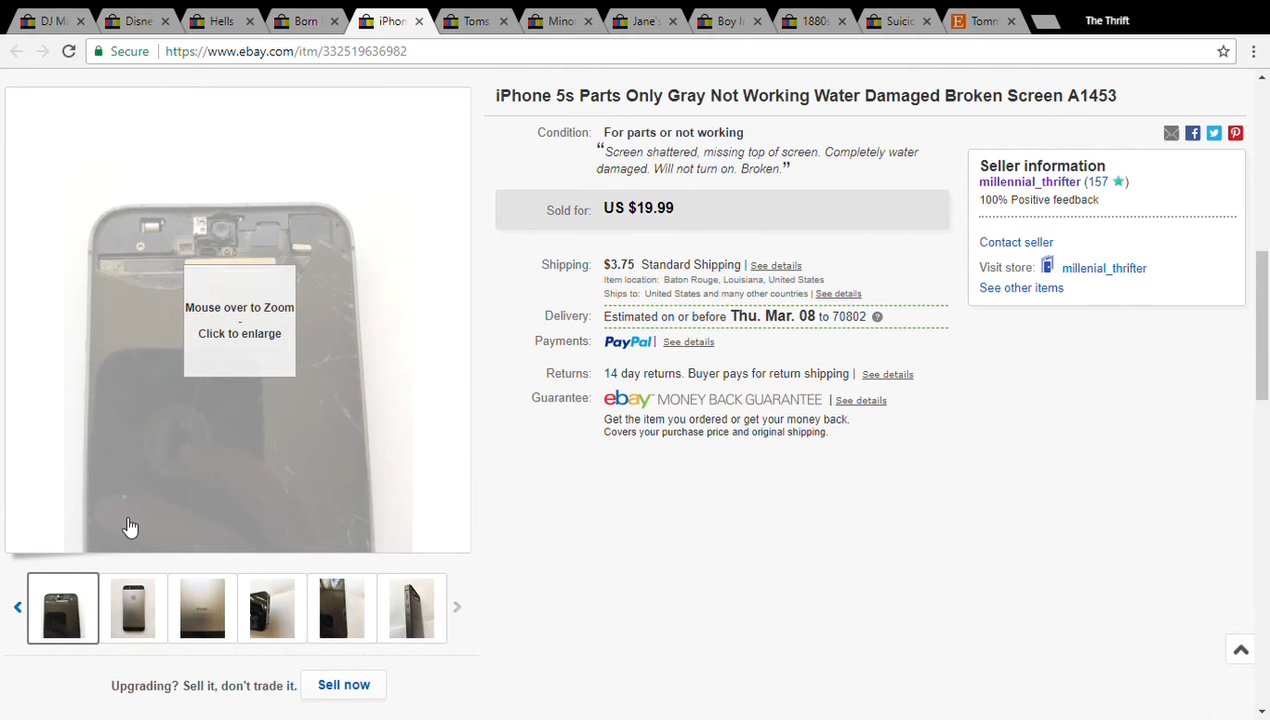 DJ M
Disne
Hells
Born
iPhon
Toms
Mino
Jane's
Boy I
1880s
Suici
Tom
The Thrift
Secure https://www.ebay.com/itm/332519636982
Mouse over to Zoom
-
Click to enlarge
Upgrading? Sell it, don't trade it. Sell now
iPhone 5s Parts Only Gray Not Working Water Damaged Broken Screen A1453
Condition: For parts or not working
“Screen shattered, missing top of screen. Completely water
damaged. Will not turn on. Broken.”
Sold for: US $19.99
Shipping: $3.75 Standard Shipping | See details
Item location: Baton Rouge, Louisiana, United States
Ships to: United States and many other countries | See details
Delivery: Estimated on or before Thu. Mar. 08 to 70802 ?
Payments: PayPal | See details
Returns: 14 day returns. Buyer pays for return shipping | See details
Guarantee: ebay MONEY BACK GUARANTEE | See details
Get the item you ordered or get your money back.
Covers your purchase price and original shipping.
Seller information
millennial_thrifter (157 ★)
100% Positive feedback
Contact seller
Visit store: millenial_thrifter
See other items